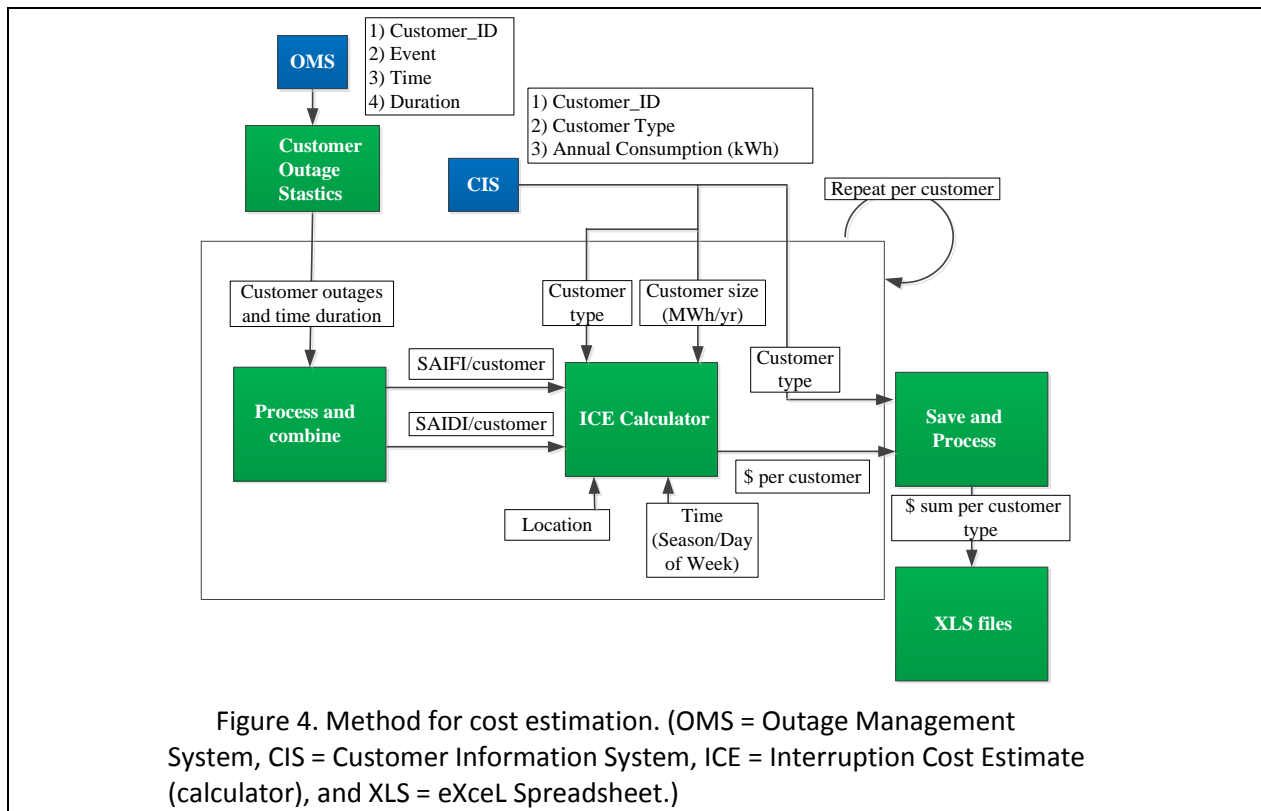 OMS
1) Customer_ID
2) Event
3) Time
4) Duration
Customer
Outage
Stastics
1) Customer_ID
2) Customer Type
3) Annual Consumption (kWh)
CIS
Repeat per customer
Customer outages
and time duration
Customer
type
Customer size
(MWh/yr)
Customer
type
Process and
combine
SAIFI/customer
SAIDI/customer
ICE Calculator
$ per customer
Save and
Process
Location
Time
(Season/Day
of Week)
$ sum per customer
type
XLS files
Figure 4. Method for cost estimation. (OMS = Outage Management
System, CIS = Customer Information System, ICE = Interruption Cost Estimate
(calculator), and XLS = eXceL Spreadsheet.)